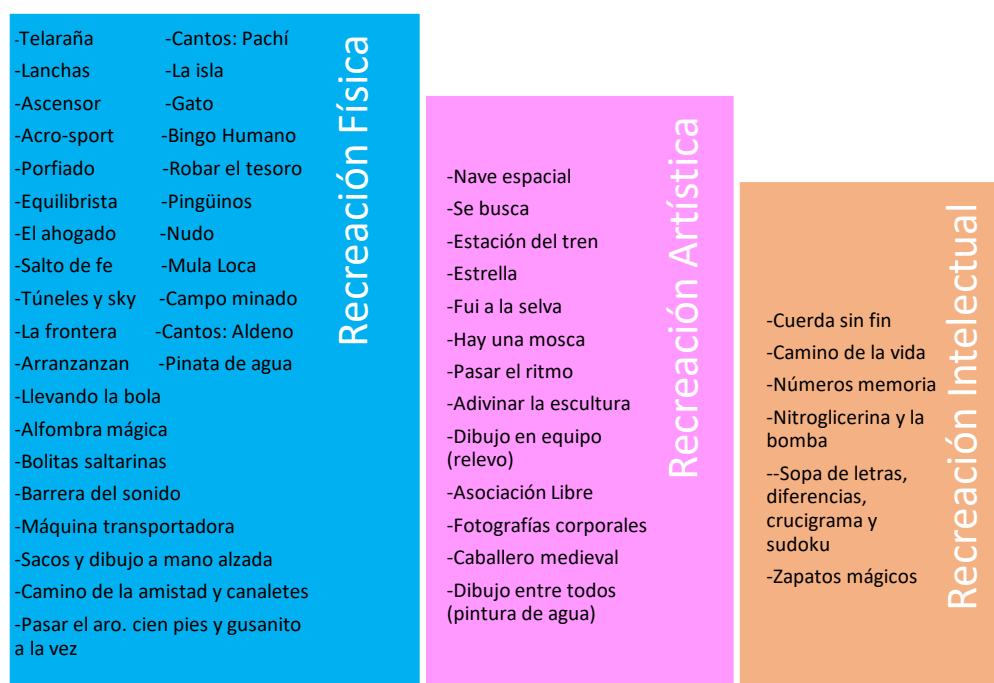 -Telaraña -Cantos: Pachí
-Lanchas -La isla
-Ascensor -Gato
-Acro-sport -Bingo Humano
-Porfiado -Robar el tesoro
-Equilibrista -Pingüinos
-El ahogado -Nudo
-Salto de fe -Mula Loca
-Túneles y sky -Campo minado
-La frontera -Cantos: Aldeno
-Arranzanzan -Pinata de agua
-Llevando la bola
-Alfombra mágica
-Bolitas saltarinas
-Barrera del sonido
-Máquina transportadora
-Sacos y dibujo a mano alzada
-Camino de la amistad y canaletes
-Pasar el aro. cien pies y gusanito
a la vez
Recreación Física
-Nave espacial
-Se busca
-Estación del tren
-Estrella
-Fui a la selva
-Hay una mosca
-Pasar el ritmo
-Adivinar la escultura
-Dibujo en equipo
(relevo)
-Asociación Libre
-Fotografías corporales
-Caballero medieval
-Dibujo entre todos
(pintura de agua)
Recreación Artística
-Cuerda sin fin
-Camino de la vida
-Números memoria
-Nitroglicerina y la
bomba
--Sopa de letras,
diferencias,
crucigrama y
sudoku
-Zapatos mágicos
Recreación Intelectual